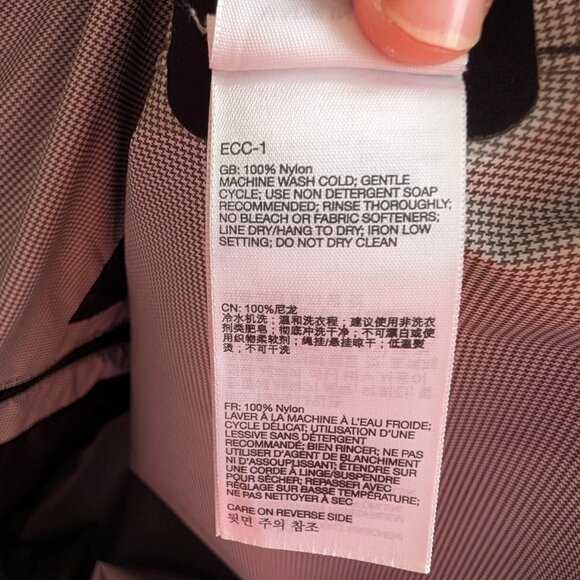 ECC-1
GB: 100% Nylon
MACHINE WASH COLD; GENTLE
CYCLE; USE NON DETERGENT SOAP
RECOMMENDED; RINSE THOROUGHLY;
NO BLEACH OR FABRIC SOFTENERS;
LINE DRY/HANG TO DRY; IRON LOW
SETTING; DO NOT DRY CLEAN
CN: 100%尼龙
冷水机洗；温和洗衣程；建议使用非洗衣
剂类肥皂；彻底冲洗干净；不可漂白或使
用织物柔软剂；绳挂/悬挂晾干；低温熨
烫；不可干洗
FR: 100% Nylon
LAVER À LA MACHINE À L'EAU FROIDE;
CYCLE DÉLICAT; UTILISATION D'UNE
LESSIVE SANS DÉTERGENT
RECOMMANDÉE; BIEN RINCER; NE PAS
UTILISER D'AGENT DE BLANCHIMENT
NI D'ASSOUPLISSANT; ÉTENDRE SUR
UNE CORDE À LINGE/SUSPENDRE
POUR SÉCHER; REPASSER AVEC
RÉGLAGE SUR BASSE TEMPÉRATURE;
NE PAS NETTOYER À SEC
CARE ON REVERSE SIDE
뒷면 주의 참조